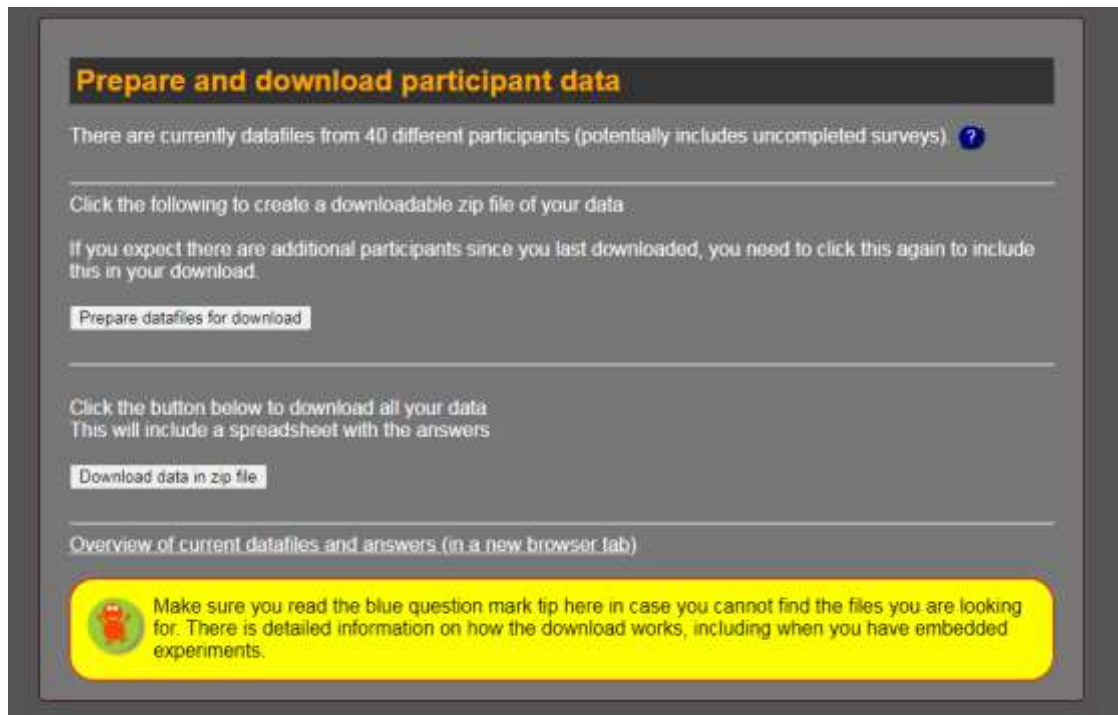 Prepare and download participant data
There are currently datafiles from 40 different participants (potentially includes uncompleted surveys). ?
Click the following to create a downloadable zip file of your data
If you expect there are additional participants since you last downloaded, you need to click this again to include
this in your download.
Prepare datafiles for download
Click the button below to download all your data
This will include a spreadsheet with the answers
Download data in zip file
Overview of current datafiles and answers (in a new browser tab)
Make sure you read the blue question mark tip here in case you cannot find the files you are looking
for. There is detailed information on how the download works, including when you have embedded
experiments.